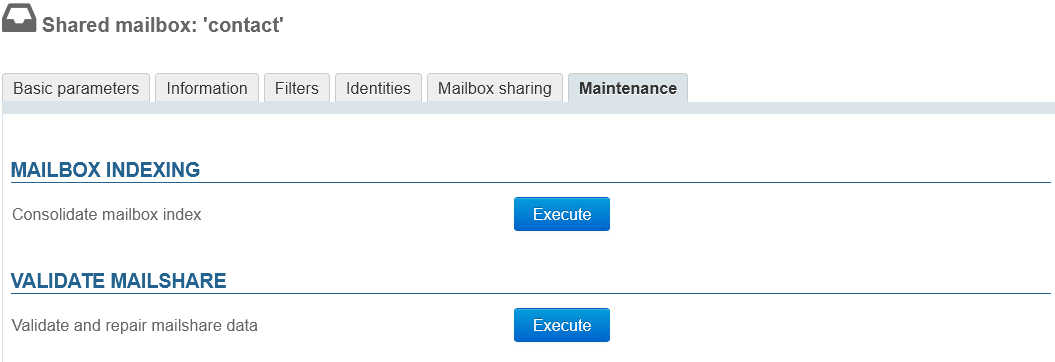 Shared mailbox: 'contact'
Basic parameters Information Filters Identities Mailbox sharing Maintenance
MAILBOX INDEXING
Consolidate mailbox index Execute
VALIDATE MAILSHARE
Validate and repair mailshare data Execute